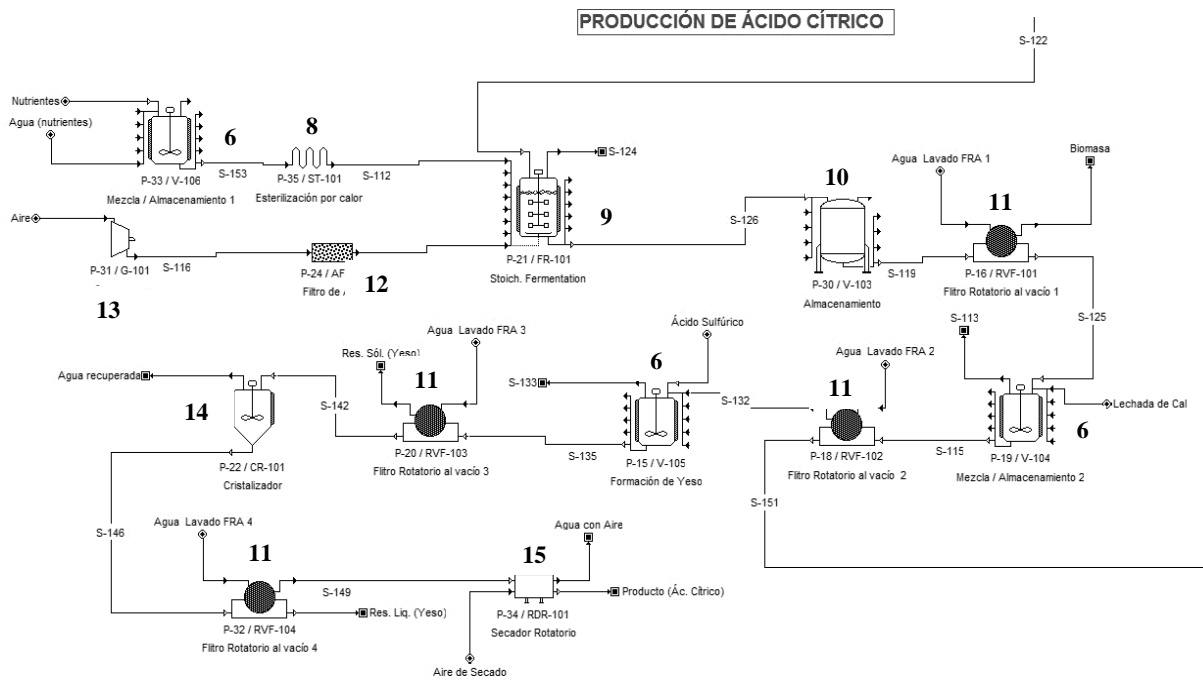 PRODUCCIÓN DE ÁCIDO CÍTRICO
S-122
Nutrientes
Agua (nutrientes)
6
S-153
P-33 / V-106
Mezcla / Almacenamiento 1
8
P-35 / ST-101
Esterilización por calor
S-112
S-124
9
P-21 / FR-101
Stoich. Fermentation
Aire
P-31 / G-101
13
S-116
P-24 / AF
Filtro de
12
S-126
10
P-30 / V-103
Almacenamiento
S-119
Agua Lavado FRA 1
Biomasa
11
P-16 / RVF-101
Flitro Rotatorio al vacío 1
S-125
S-113
Lechada de Cal
6
P-19 / V-104
Mezcla / Almacenamiento 2
S-115
Agua Lavado FRA 2
11
P-18 / RVF-102
Flitro Rotatorio al vacío 2
S-151
S-132
Ácido Sulfúrico
6
S-133
P-15 / V-105
Formación de Yeso
S-135
Agua Lavado FRA 3
Res. Sól. (Yeso)
11
P-20 / RVF-103
Flitro Rotatorio al vacío 3
S-142
Agua recuperada
14
P-22 / CR-101
Cristalizador
S-146
Agua Lavado FRA 4
11
P-32 / RVF-104
Flitro Rotatorio al vacío 4
S-149
Res. Liq. (Yeso)
Agua con Aire
15
P-34 / RDR-101
Secador Rotatorio
Producto (Ác. Cítrico)
Aire de Secado